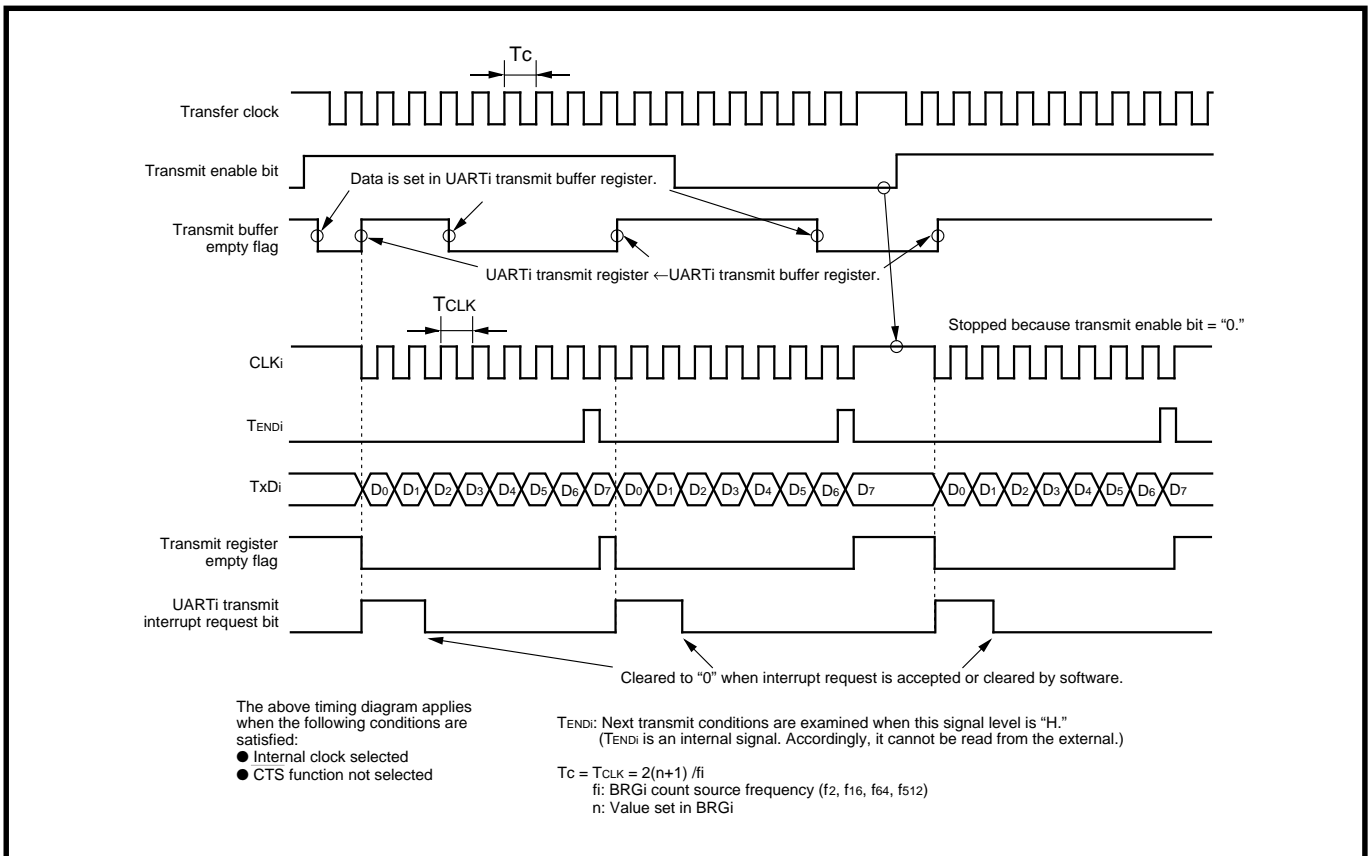 Tc
Transfer clock
Transmit enable bit
Data is set in UARTi transmit buffer register.
Transmit buffer
empty flag
UARTi transmit register ←UARTi transmit buffer register.
TCLK
Stopped because transmit enable bit = “0.”
CLKi
TENDi
TxDi
D0 D1 D2 D3 D4 D5 D6 D7 D0 D1 D2 D3 D4 D5 D6 D7 D0 D1 D2 D3 D4 D5 D6 D7
Transmit register
empty flag
UARTi transmit
interrupt request bit
Cleared to “0” when interrupt request is accepted or cleared by software.
The above timing diagram applies
when the following conditions are
satisfied:
● Internal clock selected
● CTS function not selected
TENDi: Next transmit conditions are examined when this signal level is “H.”
(TENDi is an internal signal. Accordingly, it cannot be read from the external.)
Tc = TCLK = 2(n+1) /fi
fi: BRGi count source frequency (f2, f16, f64, f512)
n: Value set in BRGi